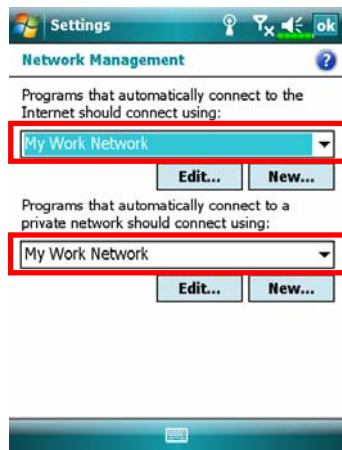 Settings
ok
Network Management
?
Programs that automatically connect to the
Internet should connect using:
My Work Network
Edit...
New...
Programs that automatically connect to a
private network should connect using:
My Work Network
Edit...
New...